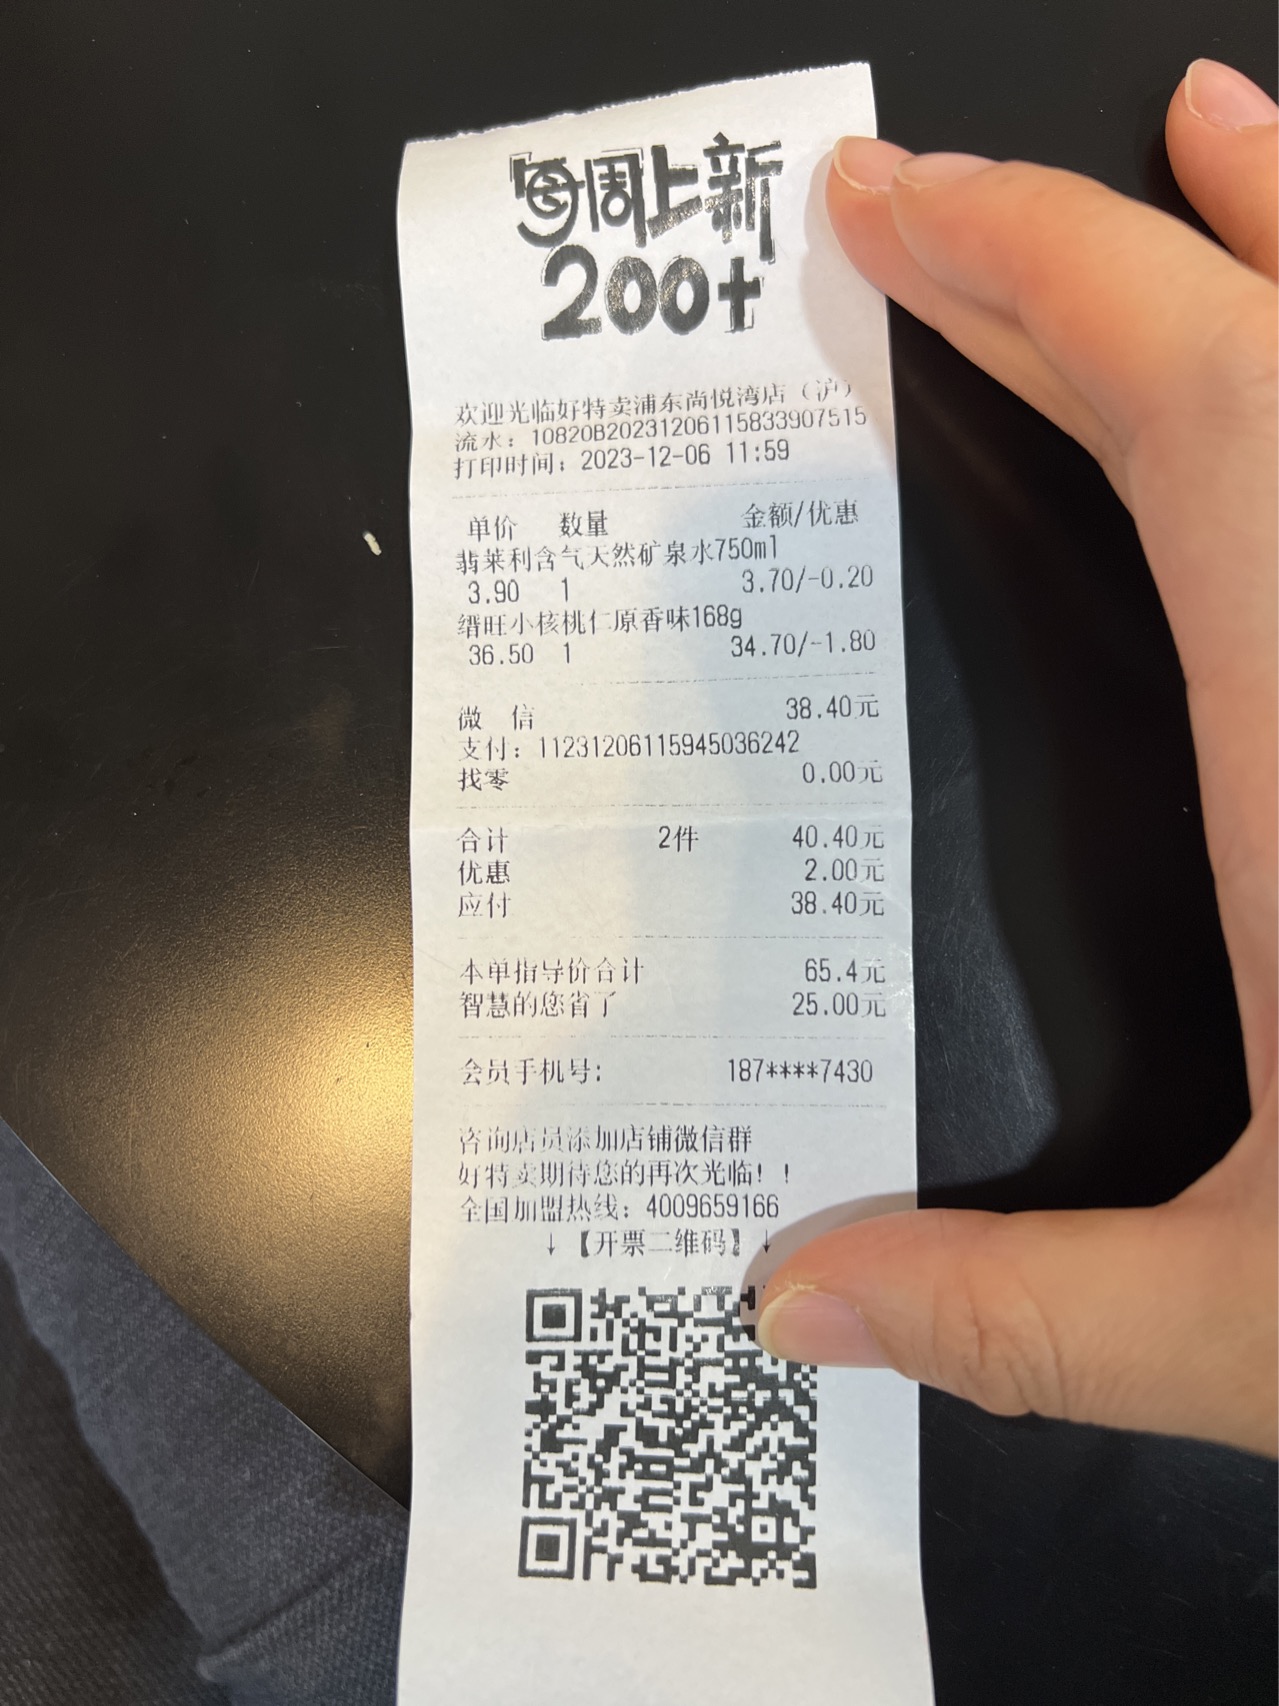 每周上新
200+
欢迎光临好特卖浦东尚悦湾店（沪）
流水：10820B2023120611583390​7515
打印时间：2023-12-06 11:59
单价 数量 金额/优惠
翡莱利含气天然矿泉水750ml
3.90 1 3.70/-0.20
缙旺小核桃仁原香味168g
36.50 1 34.70/-1.80
微 信 38.40元
支付：11231206115945036242
找零 0.00元
合计 2件 40.40元
优惠 2.00元
应付 38.40元
本单指导价合计 65.4元
智慧的您省了 25.00元
会员手机号: 187****7430
咨询店员添加店铺微信群
好特卖期待您的再次光临！！
全国加盟热线：4009659166
↓【开票二维码】↓